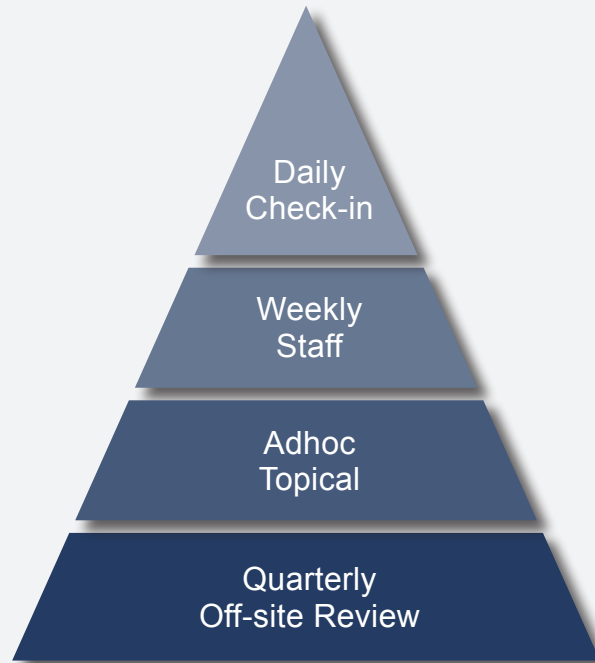 Daily
Check-in
Weekly
Staff
Adhoc
Topical
Quarterly
Off-site Review